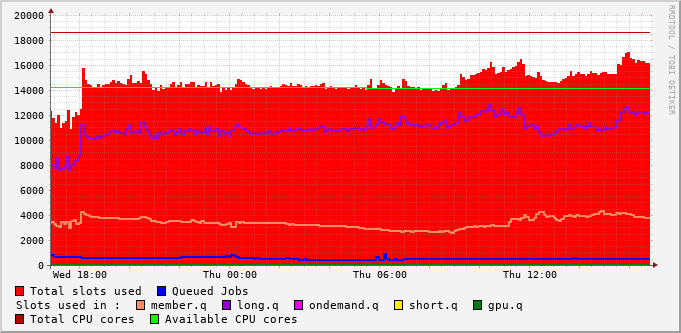 20000
18000
16000
14000
12000
10000
8000
6000
4000
2000
0
Wed 18:00 Thu 00:00 Thu 06:00 Thu 12:00
RRDTOOL / TOBI OETIKER
Total slots used Queued Jobs
Slots used in : member.q long.q ondemand.q short.q gpu.q
Total CPU cores Available CPU cores